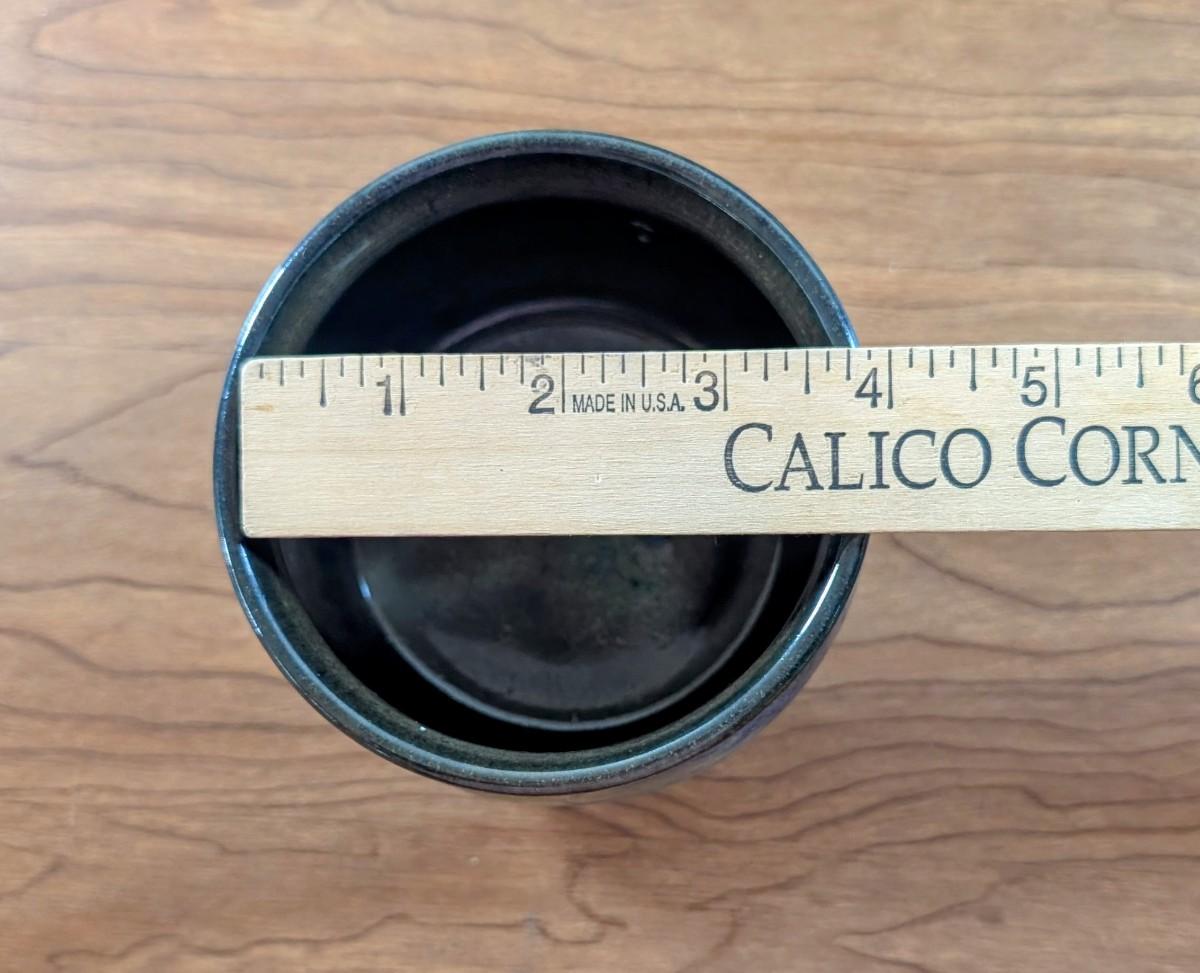 1 2 MADE IN U.S.A. 3 4 5 6
CALICO CORN